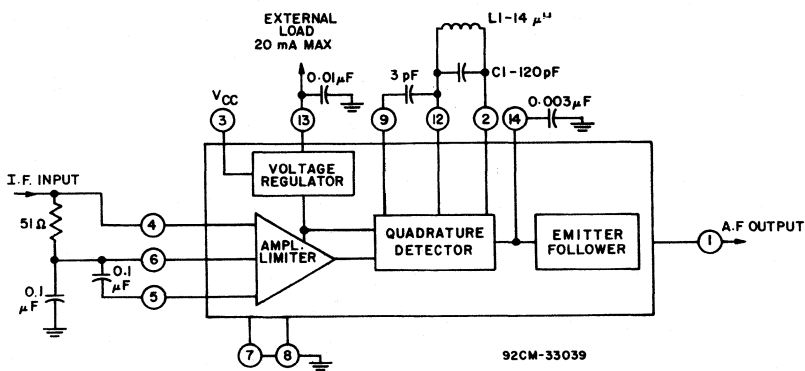 EXTERNAL
LOAD
20 mA MAX
L1-14 μH
C1-120pF
0.01μF
3 pF
0.003μF
VCC
3
13
9
12
2
14
I.F. INPUT
51Ω
VOLTAGE
REGULATOR
4
6
5
AMPL.
LIMITER
QUADRATURE
DETECTOR
EMITTER
FOLLOWER
1
A.F OUTPUT
0.1
μF
0.1
μF
7
8
92CM-33039